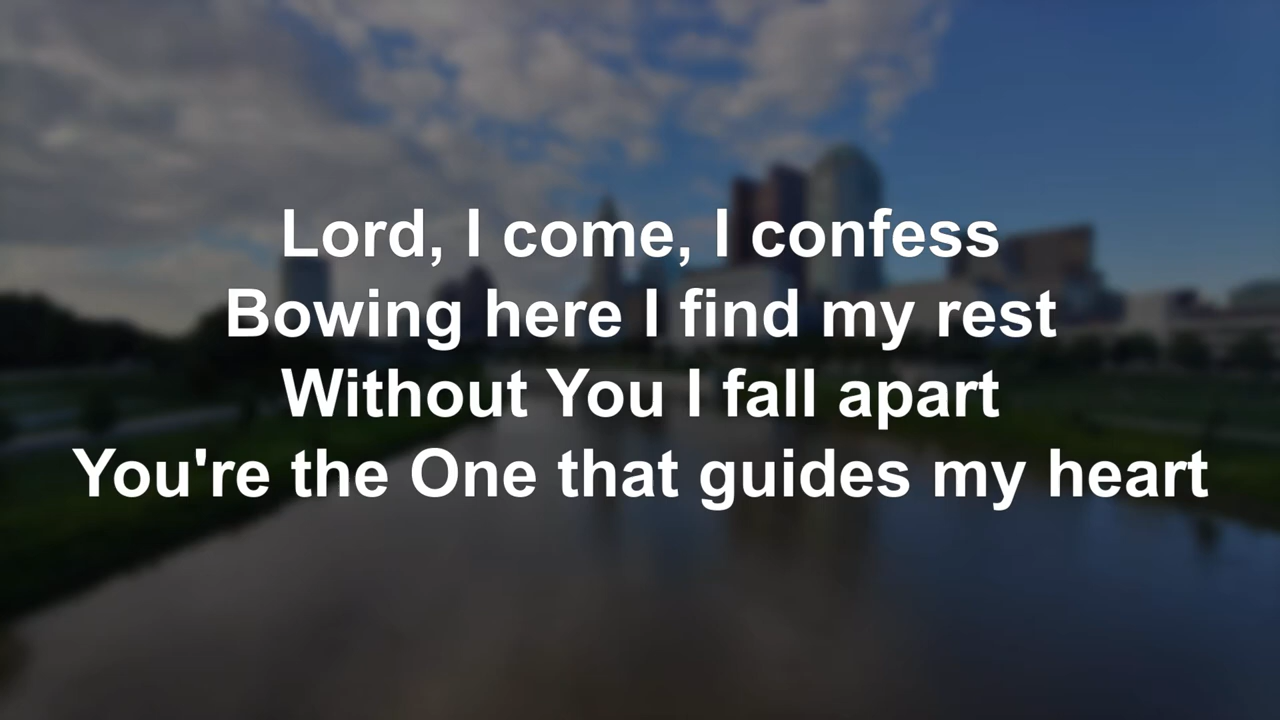 Lord, I come, I confess
Bowing here I find my rest
Without You I fall apart
You're the One that guides my heart